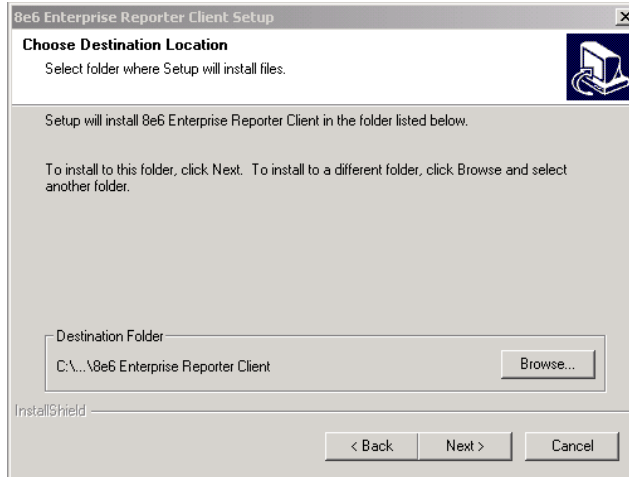 8e6 Enterprise Reporter Client Setup
Choose Destination Location
Select folder where Setup will install files.
Setup will install 8e6 Enterprise Reporter Client in the folder listed below.
To install to this folder, click Next. To install to a different folder, click Browse and select
another folder.
Destination Folder
C:\...\8e6 Enterprise Reporter Client
Browse...
InstallShield
< Back
Next >
Cancel